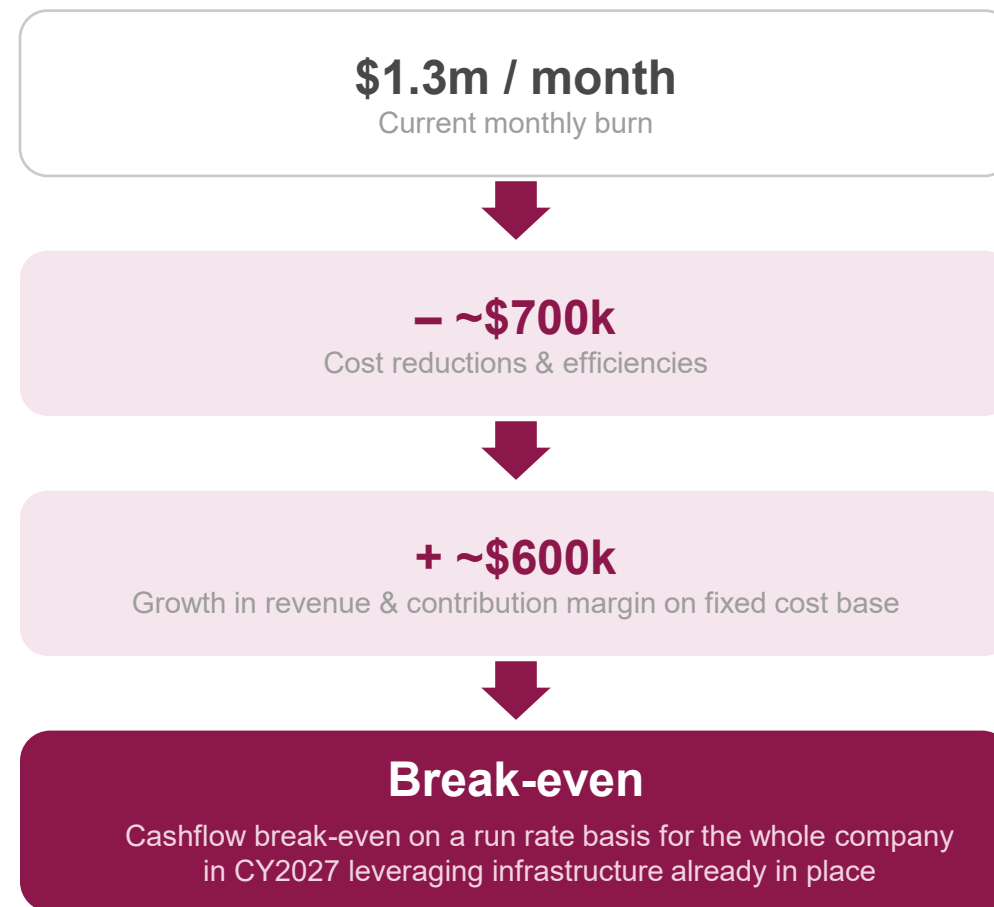 $1.3m / month
Current monthly burn
– ~$700k
Cost reductions & efficiencies
+ ~$600k
Growth in revenue & contribution margin on fixed cost base
Break-even
Cashflow break-even on a run rate basis for the whole company
in CY2027 leveraging infrastructure already in place